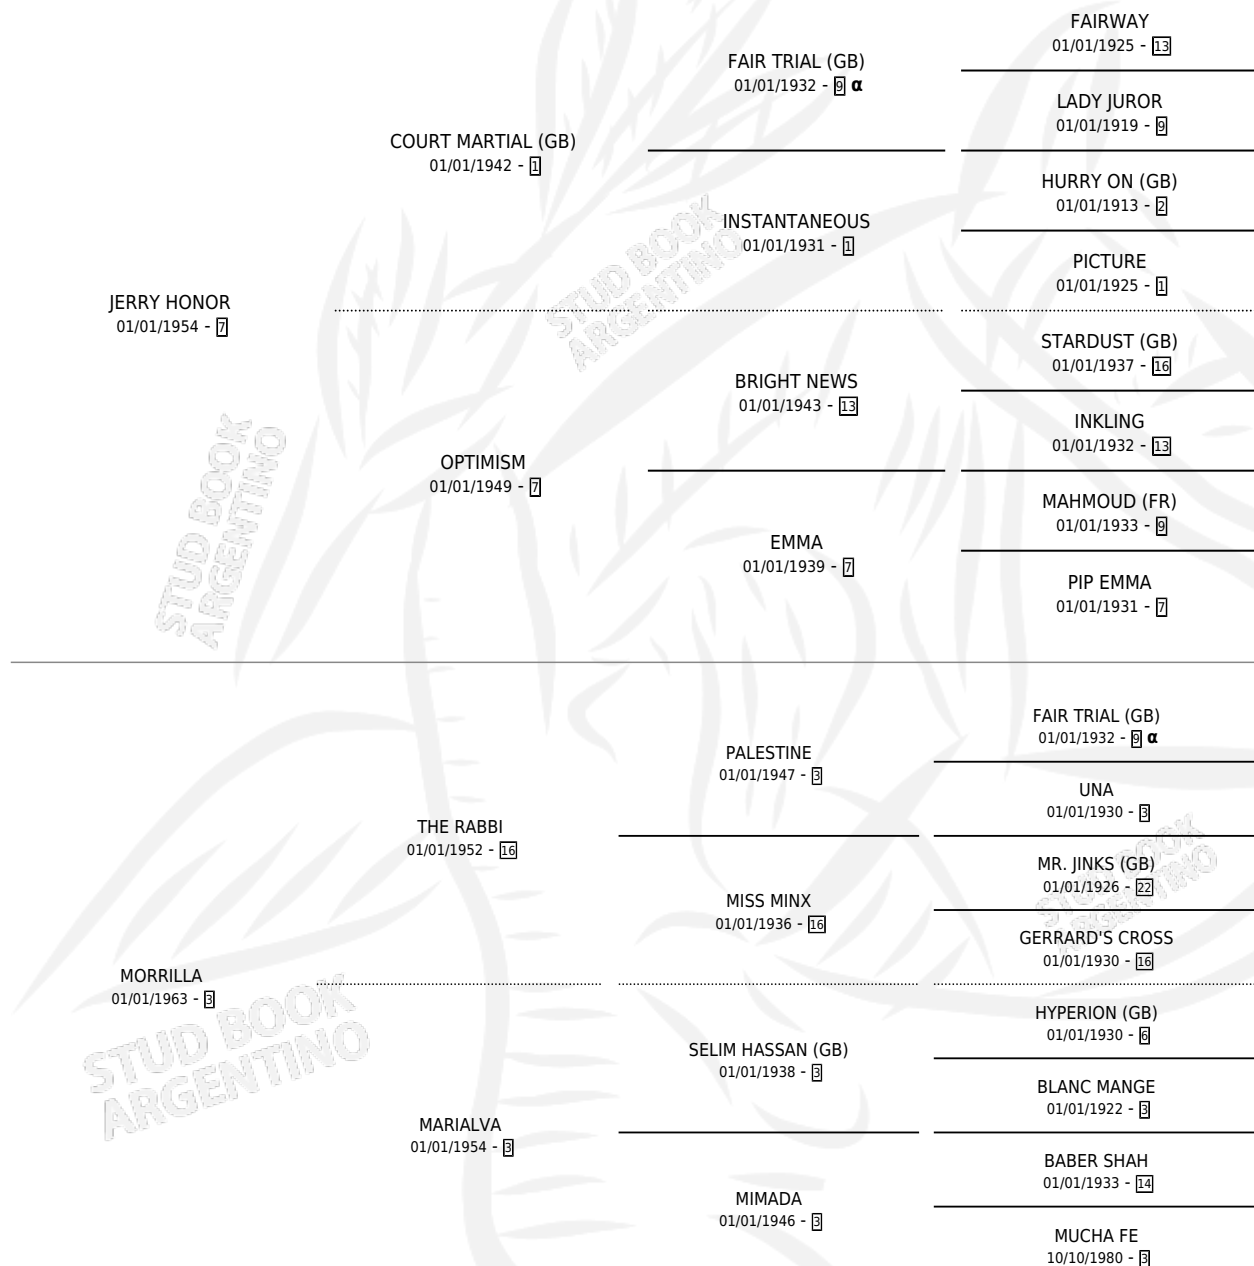 FAIRWAY
01/01/1925 - 13
FAIR TRIAL (GB)
01/01/1932 - 9 α
LADY JUROR
01/01/1919 - 9
COURT MARTIAL (GB)
01/01/1942 - 1
HURRY ON (GB)
01/01/1913 - 2
INSTANTANEOUS
01/01/1931 - 1
PICTURE
01/01/1925 - 1
JERRY HONOR
01/01/1954 - 7
STARDUST (GB)
01/01/1937 - 16
BRIGHT NEWS
01/01/1943 - 13
INKLING
01/01/1932 - 13
OPTIMISM
01/01/1949 - 7
MAHMOUD (FR)
01/01/1933 - 9
EMMA
01/01/1939 - 7
PIP EMMA
01/01/1931 - 7
FAIR TRIAL (GB)
01/01/1932 - 9 α
PALESTINE
01/01/1947 - 3
UNA
01/01/1930 - 3
THE RABBI
01/01/1952 - 16
MR. JINKS (GB)
01/01/1926 - 22
MISS MINX
01/01/1936 - 16
GERRARD'S CROSS
01/01/1930 - 16
MORRILLA
01/01/1963 - 3
HYPERION (GB)
01/01/1930 - 6
SELIM HASSAN (GB)
01/01/1938 - 3
BLANC MANGE
01/01/1922 - 3
MARIALVA
01/01/1954 - 3
BABER SHAH
01/01/1933 - 14
MIMADA
01/01/1946 - 3
MUCHA FE
10/10/1980 - 3
STUD BOOK
ARGENTINO
STUD BOOK
ARGENTINO
STUD BOOK
ARGENTINO
STUD BOOK
ARGENTINO